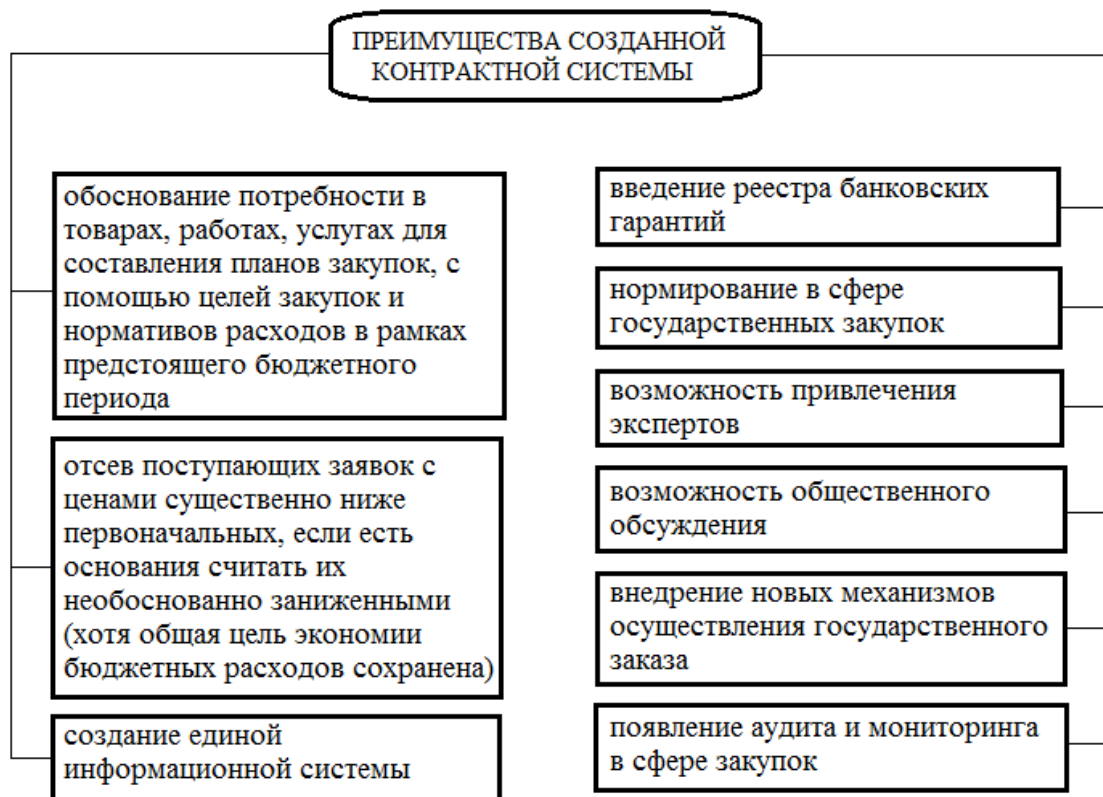 ПРЕИМУЩЕСТВА СОЗДАННОЙ
КОНТРАКТНОЙ СИСТЕМЫ
обоснование потребности в
товарах, работах, услугах для
составления планов закупок, с
помощью целей закупок и
нормативов расходов в рамках
предстоящего бюджетного
периода
отсев поступающих заявок с
ценами существенно ниже
первоначальных, если есть
основания считать их
необоснованно заниженными
(хотя общая цель экономии
бюджетных расходов сохранена)
создание единой
информационной системы
введение реестра банковских
гарантий
нормирование в сфере
государственных закупок
возможность привлечения
экспертов
возможность общественного
обсуждения
внедрение новых механизмов
осуществления государственного
заказа
появление аудита и мониторинга
в сфере закупок